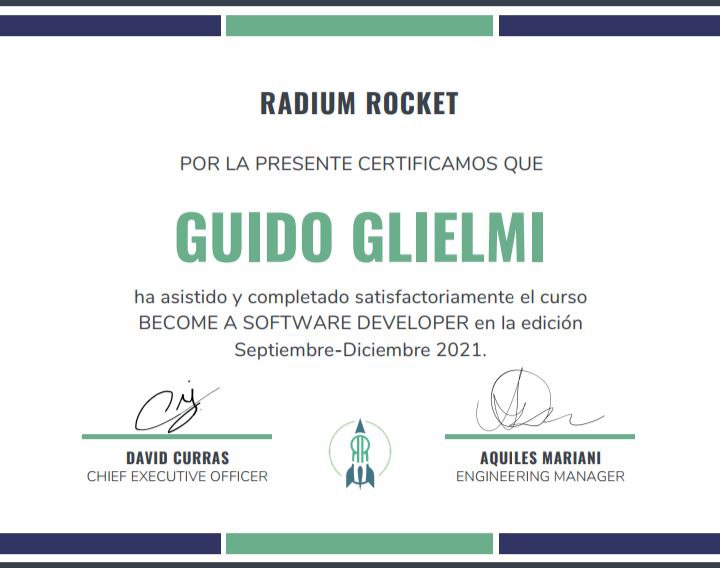 RADIUM ROCKET
POR LA PRESENTE CERTIFICAMOS QUE
GUIDO GLIELMI
ha asistido y completado satisfactoriamente el curso
BECOME A SOFTWARE DEVELOPER en la edición
Septiembre-Diciembre 2021.
DAVID CURRAS
CHIEF EXECUTIVE OFFICER
RR
AQUILES MARIANI
ENGINEERING MANAGER